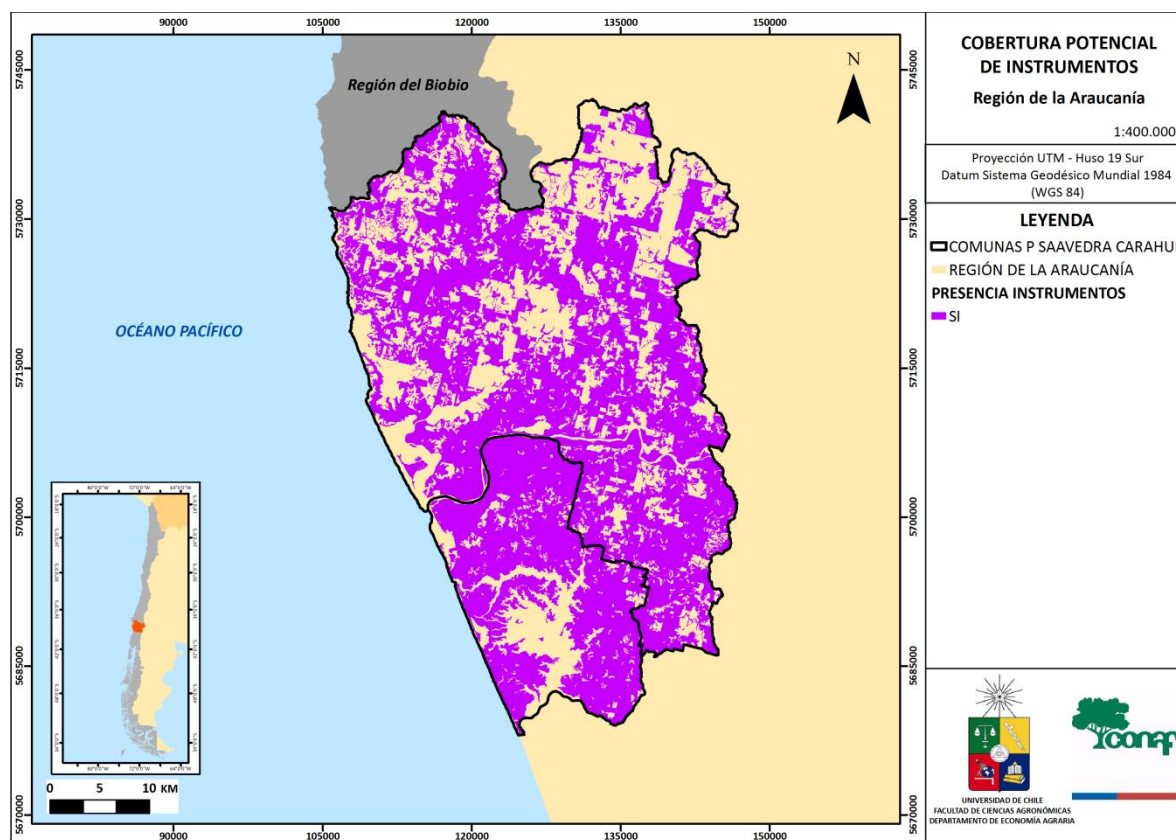 90000
105000
120000
135000
150000
5745000
5730000
5715000
5700000
5685000
5670000
Región del Biobio
N
OCÉANO PACÍFICO
0 5 10 KM
90000
105000
120000
135000
150000
5745000
5730000
5715000
5700000
5685000
5670000
COBERTURA POTENCIAL
DE INSTRUMENTOS
Región de la Araucanía
1:400.000
Proyección UTM - Huso 19 Sur
Datum Sistema Geodésico Mundial 1984
(WGS 84)
LEYENDA
COMUNAS P SAAVEDRA CARAHU
REGIÓN DE LA ARAUCANÍA
PRESENCIA INSTRUMENTOS
SI
UNIVERSIDAD DE CHILE
FACULTAD DE CIENCIAS AGRONÓMICAS
DEPARTAMENTO DE ECONOMÍA AGRARIA
conaf